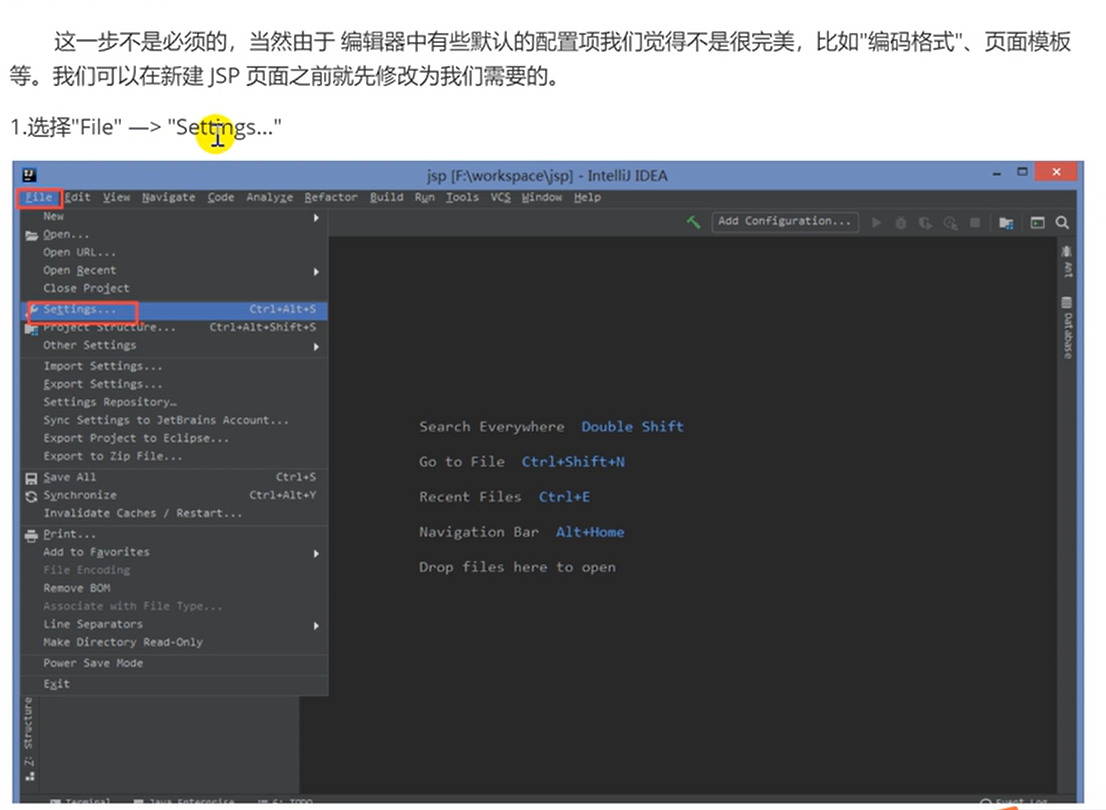 这一步不是必须的，当然由于 编辑器中有些默认的配置项我们觉得不是很完美，比如"编码格式"、页面模板
等。我们可以在新建 JSP 页面之前就先修改为我们需要的。
1.选择"File" —> "Settings..."
jsp [F:\workspace\jsp] - IntelliJ IDEA
File Edit View Navigate Code Analyze Refactor Build Run Tools VCS Window Help
Add Configuration...
New
Open...
Open URL...
Open Recent
Close Project
Settings... Ctrl+Alt+S
Project Structure... Ctrl+Alt+Shift+S
Other Settings
Import Settings...
Export Settings...
Settings Repository…
Sync Settings to JetBrains Account...
Export Project to Eclipse...
Export to Zip File...
Save All Ctrl+S
Synchronize Ctrl+Alt+Y
Invalidate Caches / Restart...
Print...
Add to Favorites
File Encoding
Remove BOM
Associate with File Type...
Line Separators
Make Directory Read-Only
Power Save Mode
Exit
Search Everywhere Double Shift
Go to File Ctrl+Shift+N
Recent Files Ctrl+E
Navigation Bar Alt+Home
Drop files here to open
Ant
Database
Z: Structure
Terminal Java Enterprise 6: TODO Event Log